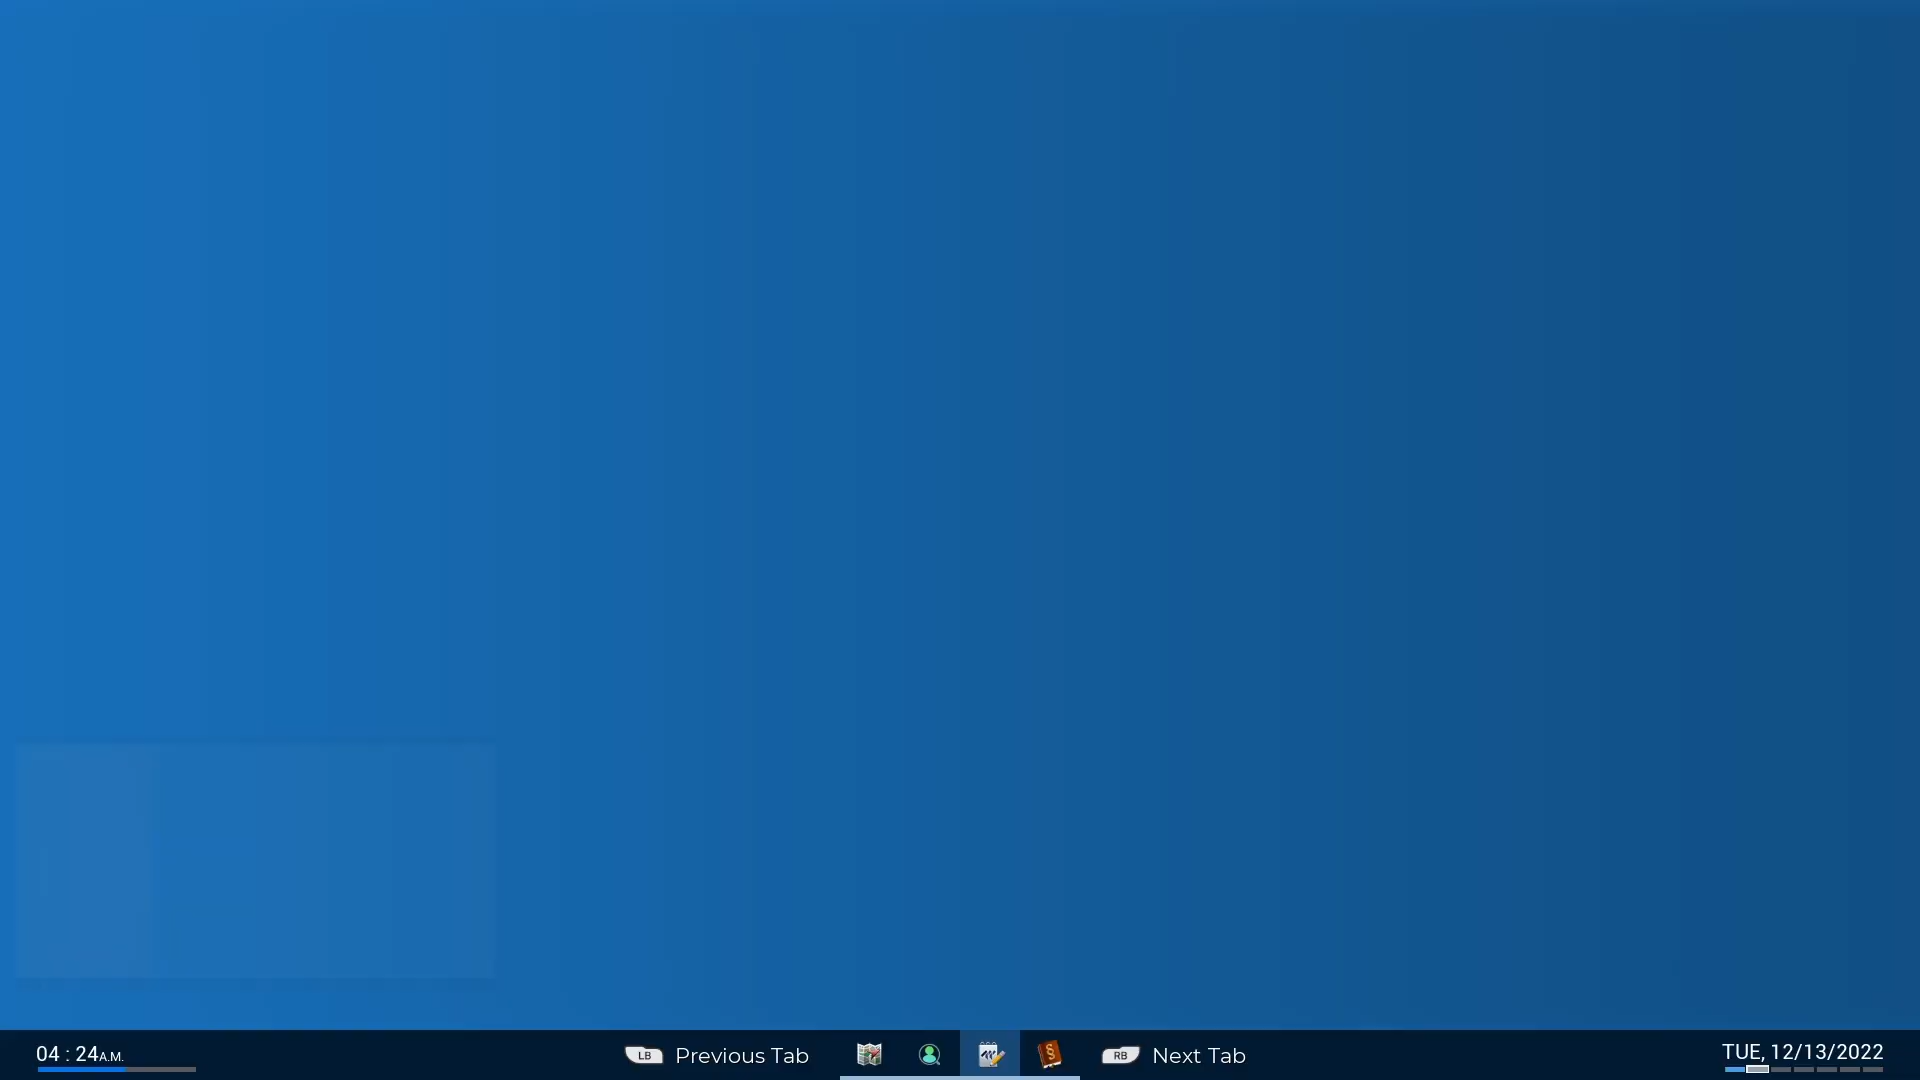 04 : 24A.M.
LB Previous Tab
RB Next Tab
TUE, 12/13/2022